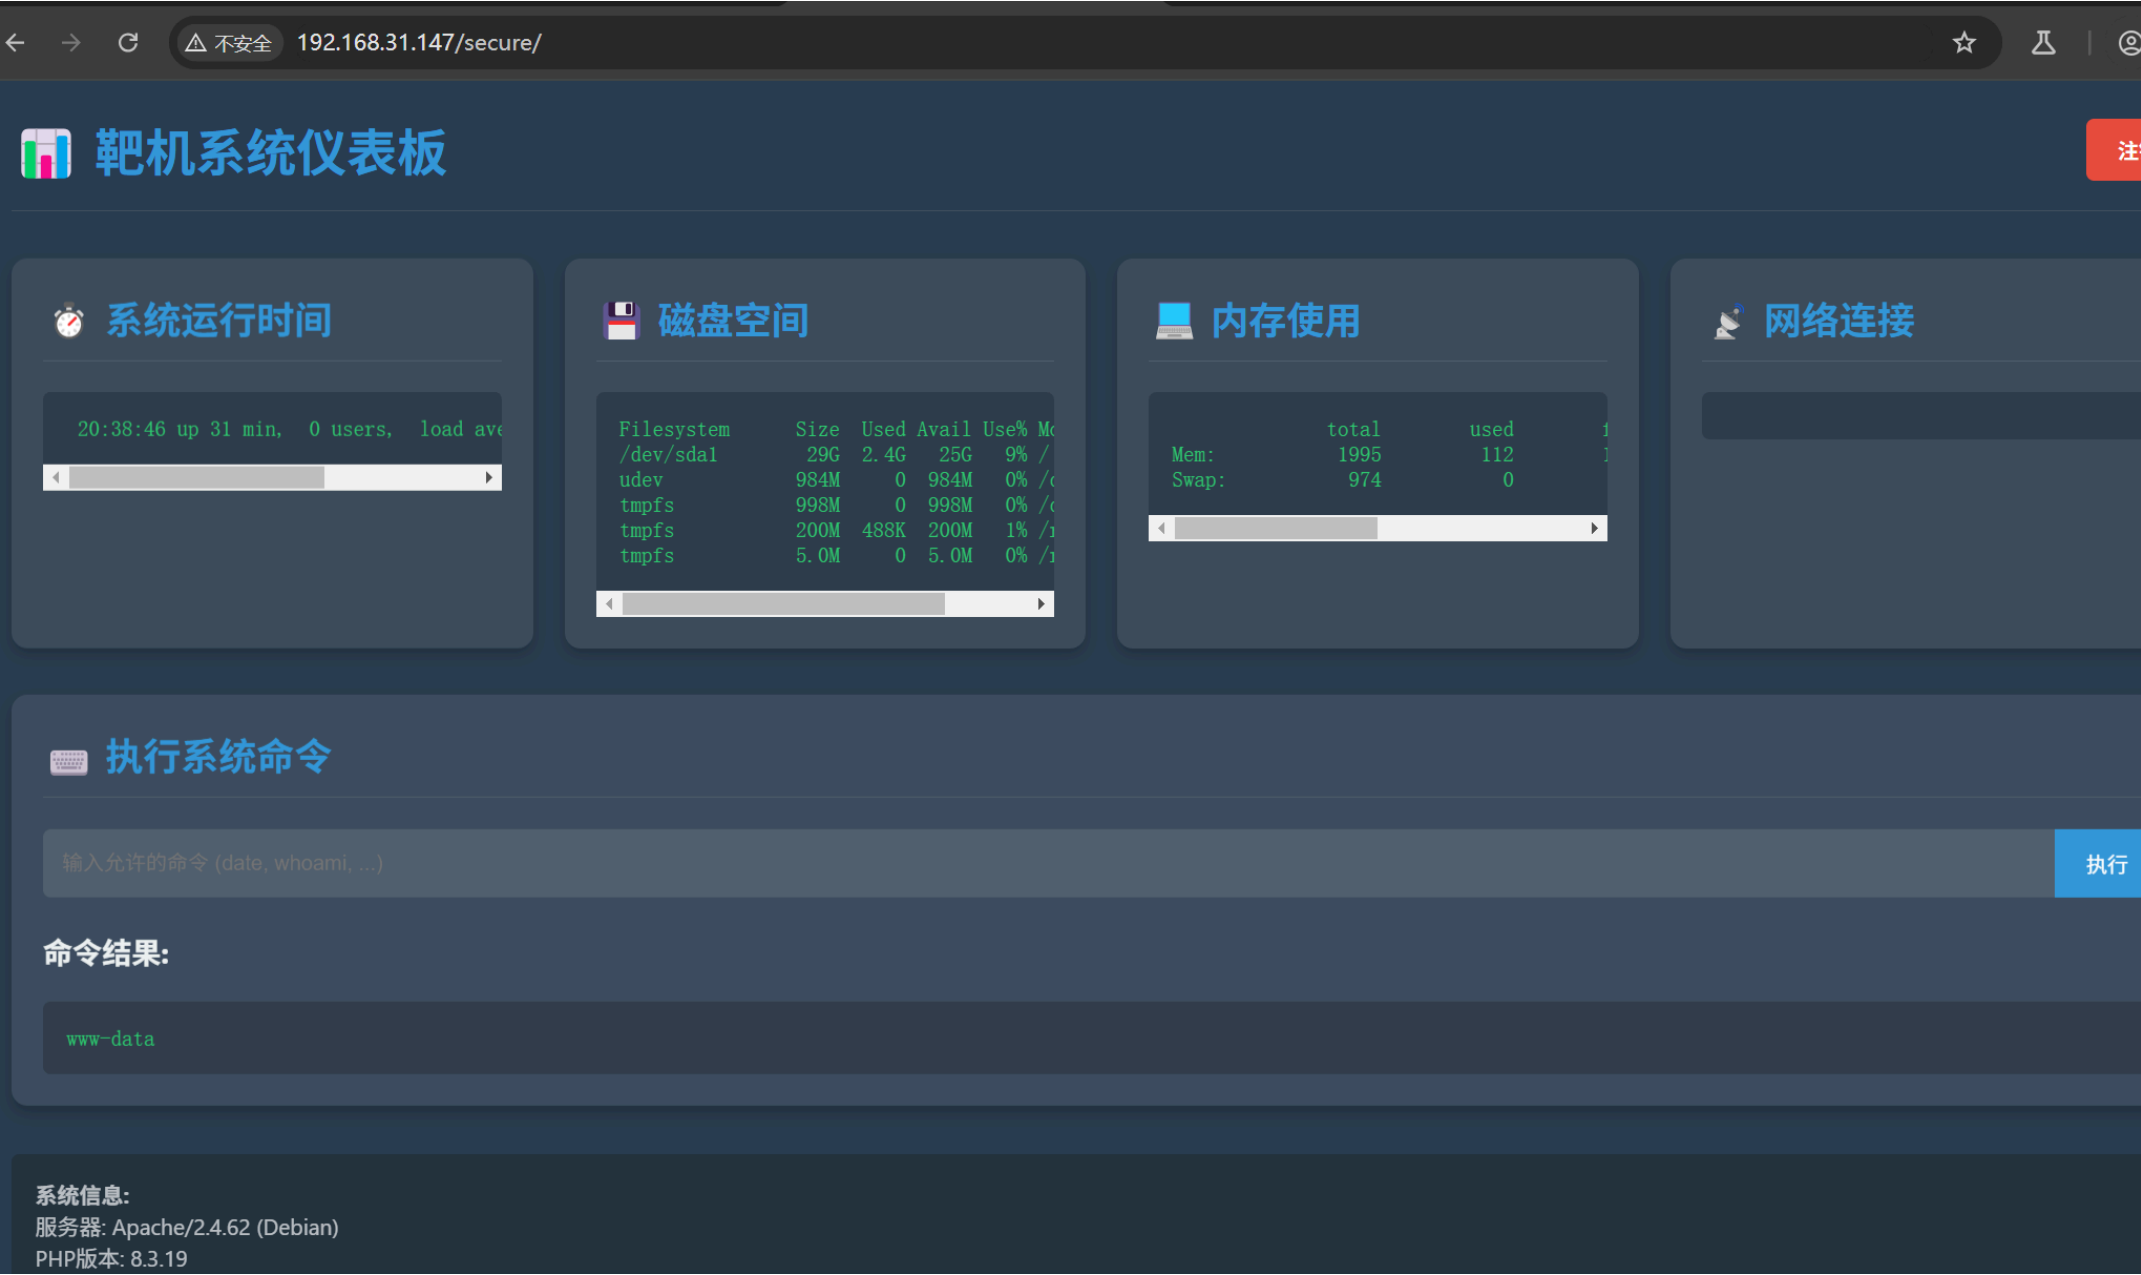 不安全 192.168.31.147/secure/
靶机系统仪表板
系统运行时间
20:38:46 up 31 min, 0 users, load ave
磁盘空间
Filesystem Size Used Avail Use%
/dev/sda1 29G 2.4G 25G 9% /
udev 984M 0 984M 0%
tmpfs 998M 0 998M 0%
tmpfs 200M 488K 200M 1%
tmpfs 5.0M 0 5.0M 0%
内存使用
total used
Mem: 1995 112
Swap: 974 0
网络连接
执行系统命令
输入允许的命令 (date, whoami, ...)
执行
命令结果:
www-data
系统信息:
服务器: Apache/2.4.62 (Debian)
PHP版本: 8.3.19